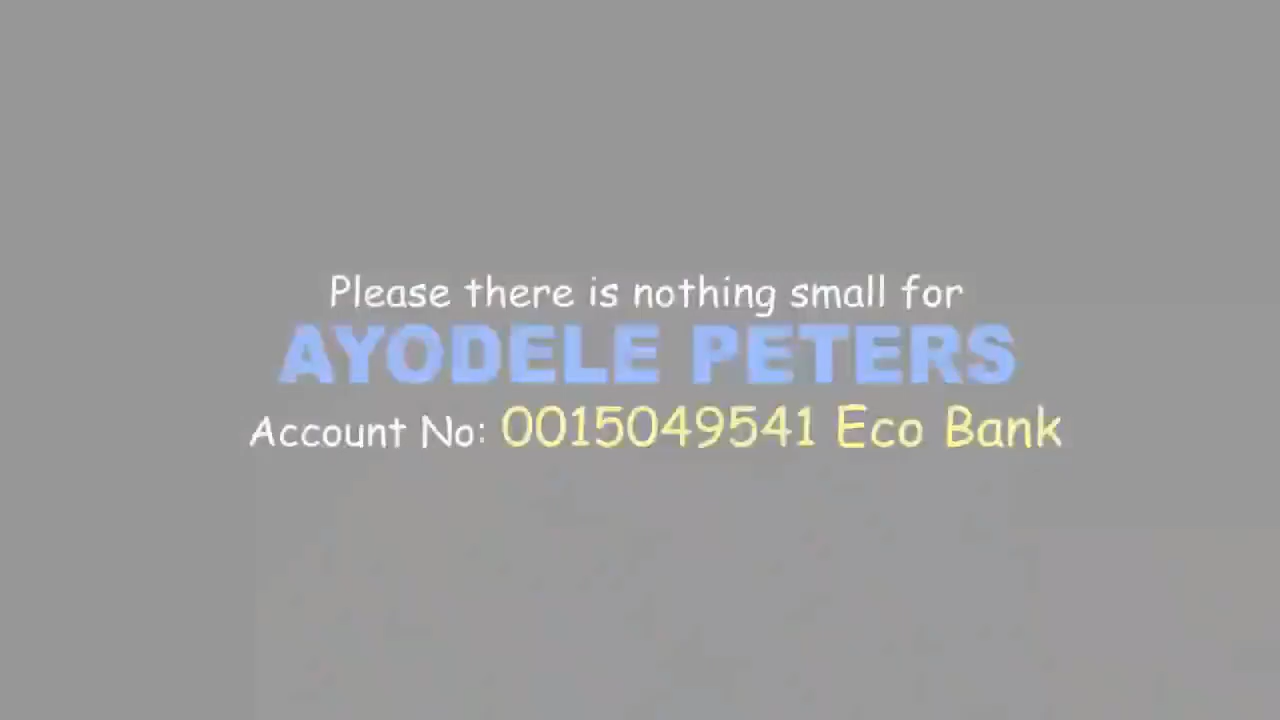 Please there is nothing small for
AYODELE PETERS
Account No: 0015049541 Eco Bank